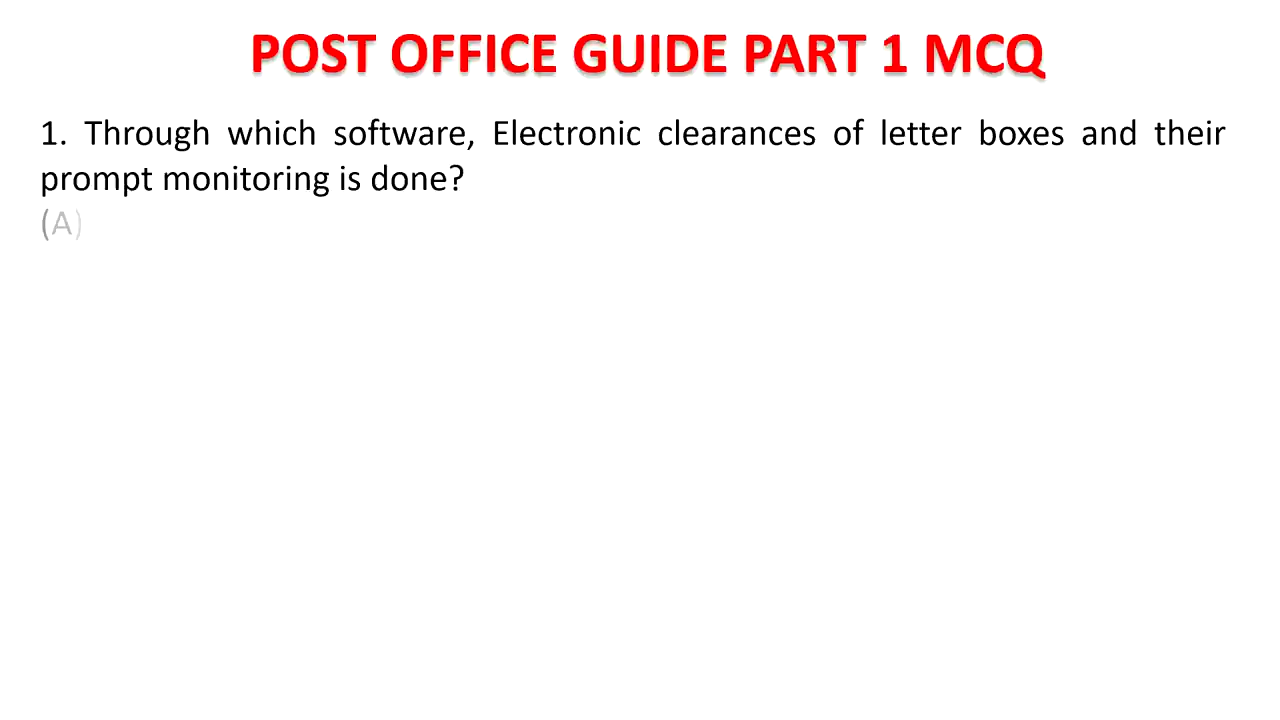 POST OFFICE GUIDE PART 1 MCQ
1. Through which software, Electronic clearances of letter boxes and their
prompt monitoring is done?
(A)